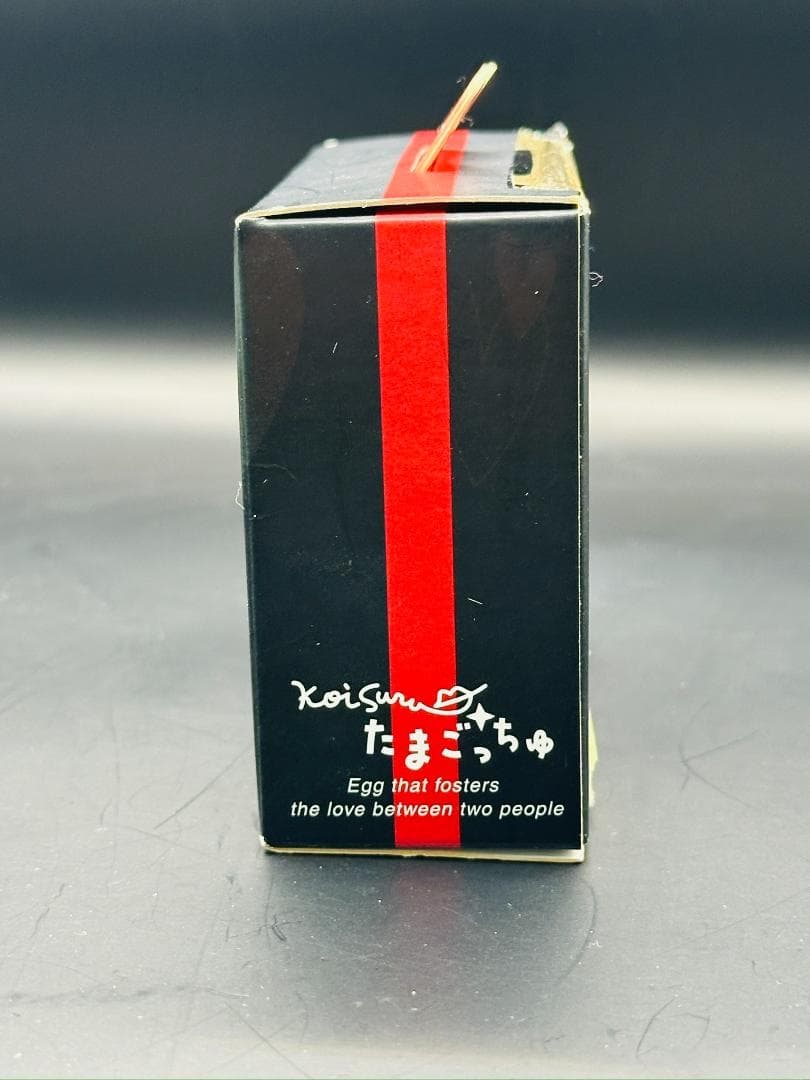 Koisuru
たまごっちゅ
Egg that fosters
the love between two people